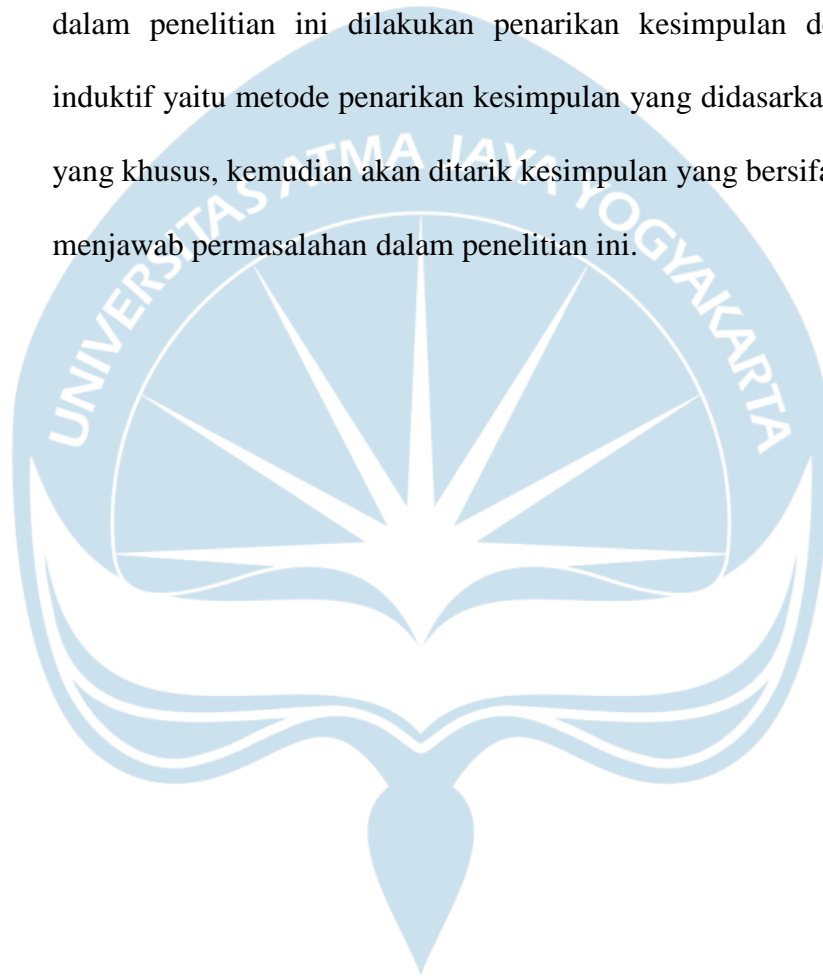 dalam penelitian ini dilakukan penarikan kesimpulan
induktif yaitu metode penarikan kesimpulan yang
yang khusus, kemudian akan ditarik kesimpulan yang
menjawab permasalahan dalam penelitian ini.
UNIVERSITAS ATMA JAYA YOGYAKARTA